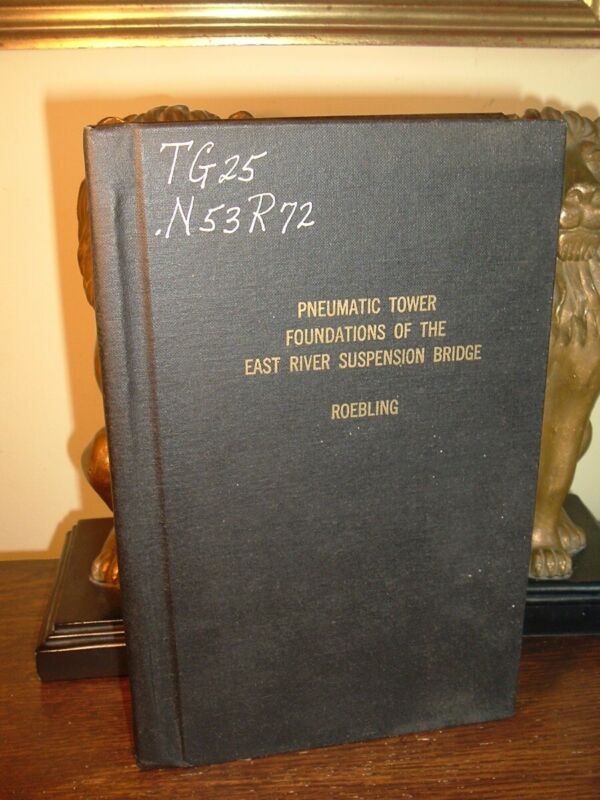 TG25
.N53R72
PNEUMATIC TOWER
FOUNDATIONS OF THE
EAST RIVER SUSPENSION BRIDGE
ROEBLING